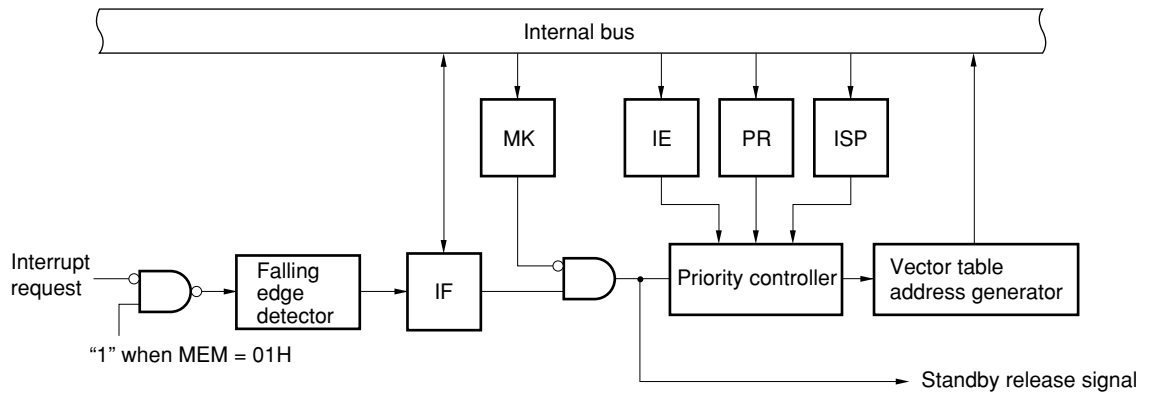 Internal bus
MK
IE
PR
ISP
Interrupt
request
Falling
edge
detector
IF
Priority controller
Vector table
address generator
“1” when MEM = 01H
Standby release signal